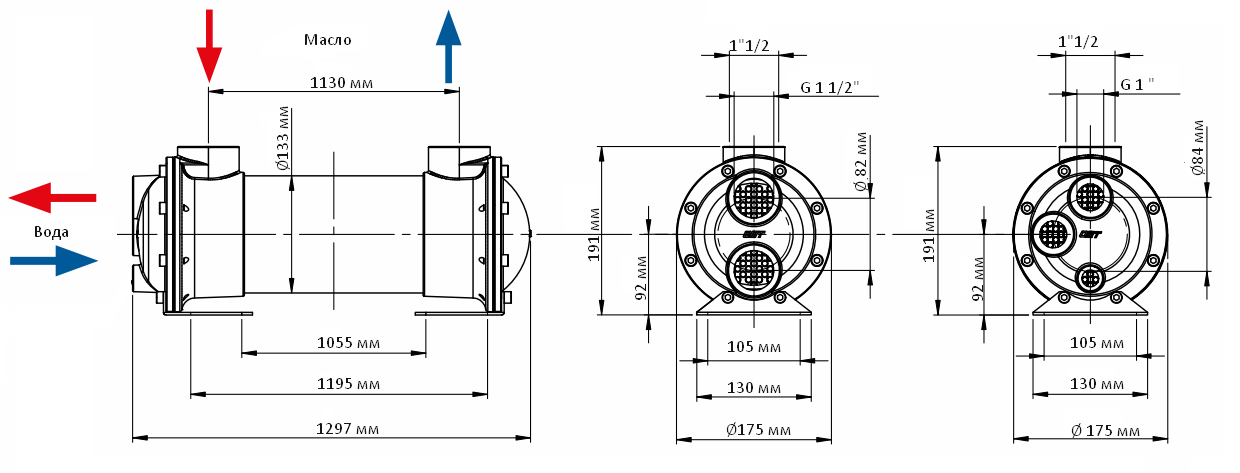 Масло
1130 мм
Ø133 мм
Вода
1055 мм
1195 мм
1297 мм
1"1/2
G 1 1/2"
Ø.82 мм
191 мм
92 мм
105 мм
130 мм
Ø175 мм
1"1/2
G 1 "
Ø84 мм
191 мм
92 мм
105 мм
130 мм
Ø 175 мм